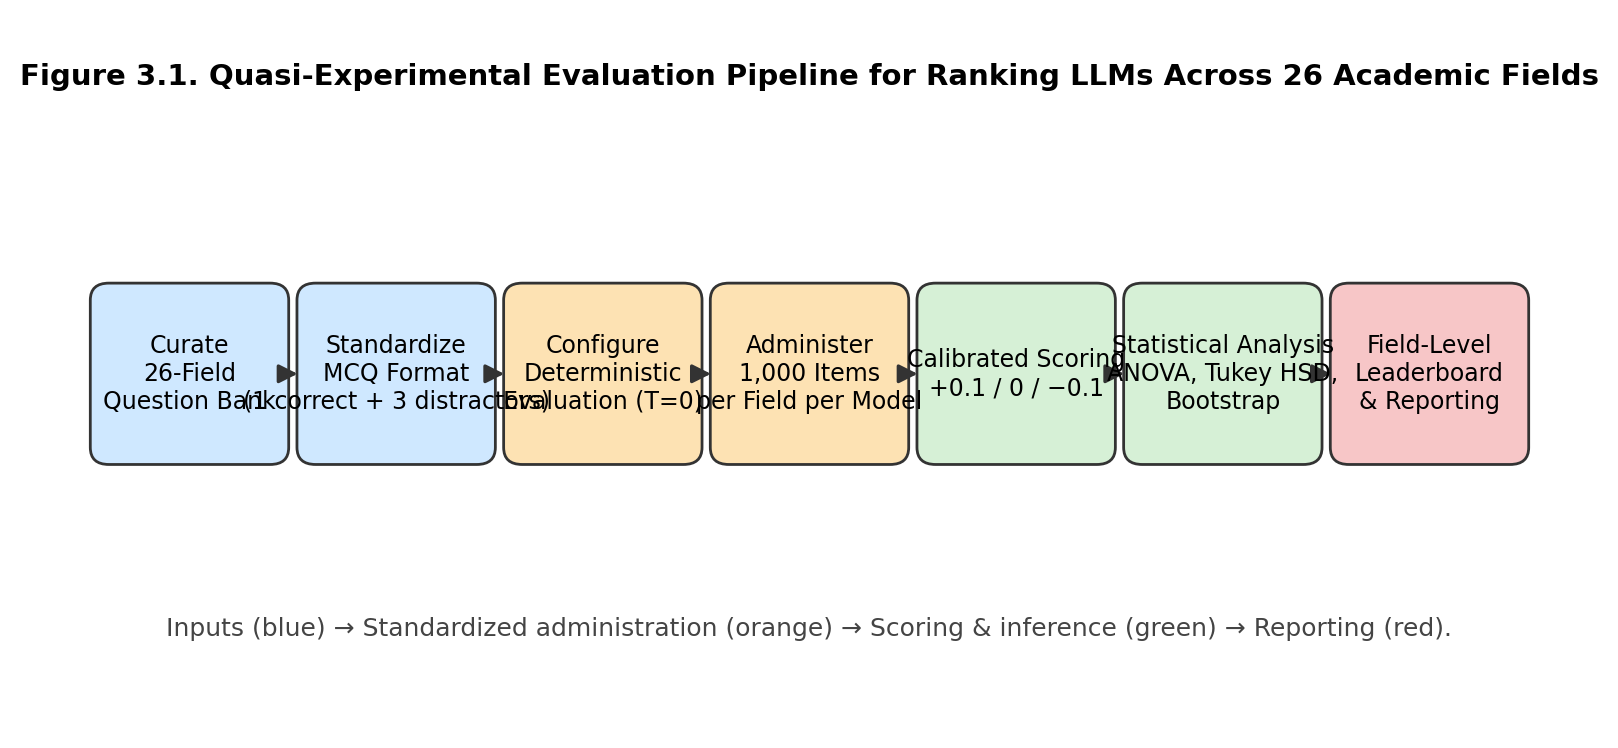 Figure 3.1. Quasi-Experimental Evaluation Pipeline for Ranking LLMs Across 26 Academic Fields
Curate
26-Field
Question Bank
Standardize
MCQ Format
(1 correct + 3 distractors)
Configure
Deterministic
Evaluation (T=0)
Administer
1,000 Items
per Field per Model
Calibrated Scoring
+0.1 / 0 / −0.1
Statistical Analysis
ANOVA, Tukey HSD,
Bootstrap
Field-Level
Leaderboard
& Reporting
Inputs (blue) → Standardized administration (orange) → Scoring & inference (green) → Reporting (red).